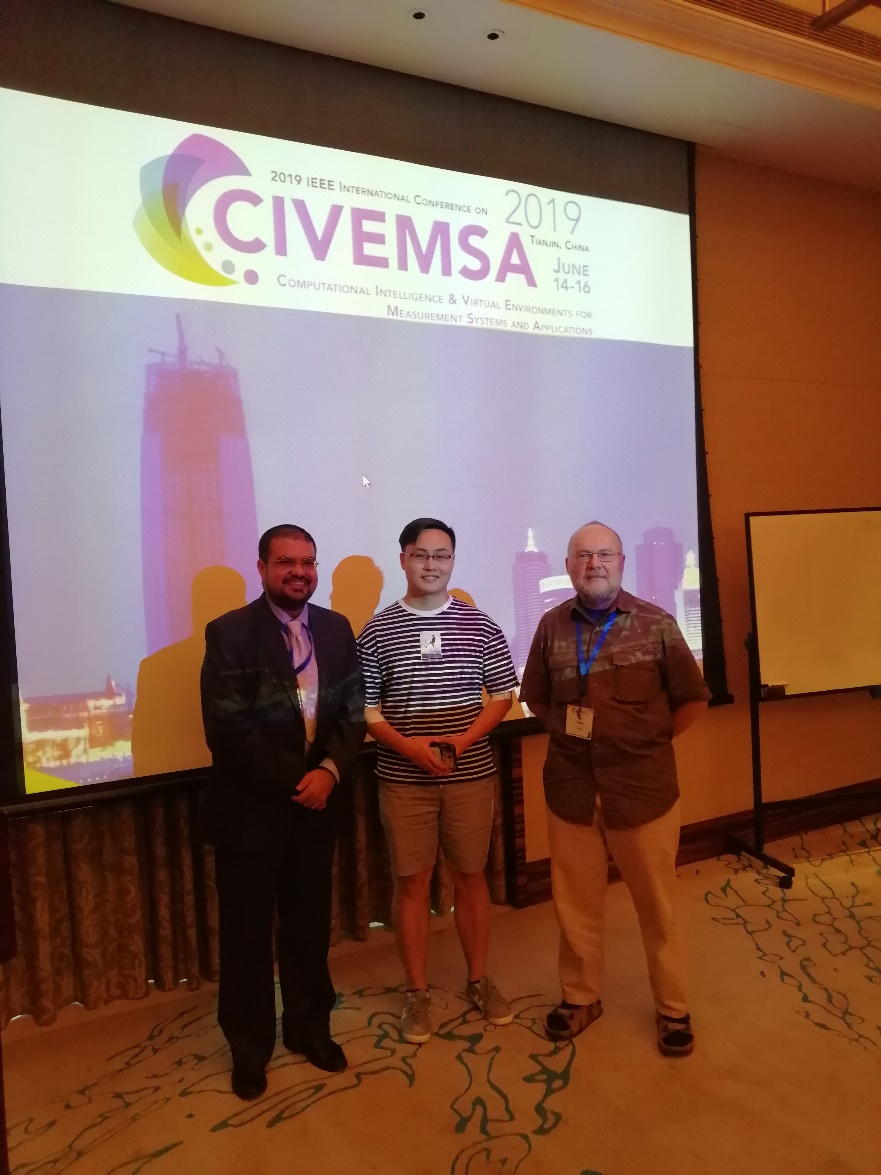 2019 IEEE International Conference on
CIVEMSA
2019
Tianjin, China
June
14-16
Computational Intelligence & Virtual Environments for
Measurement Systems and Applications